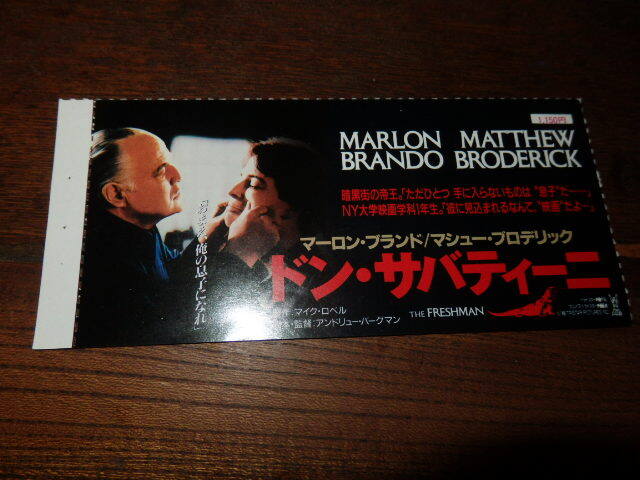 1,150円
MARLON MATTHEW
BRANDO BRODERICK
暗黒街の帝王。「ただひとつ 手に入らないものは “息子”だ——」
NY大学映画学科1年生。「彼に見込まれるなんて、“映画”だよ—」
マーロン・ブランド/マシュー・ブロデリック
ドン・サバティーニ
俺の息子になれ
マイク・ロベル
監督:アンドリュー・バーグマン
THE FRESHMAN